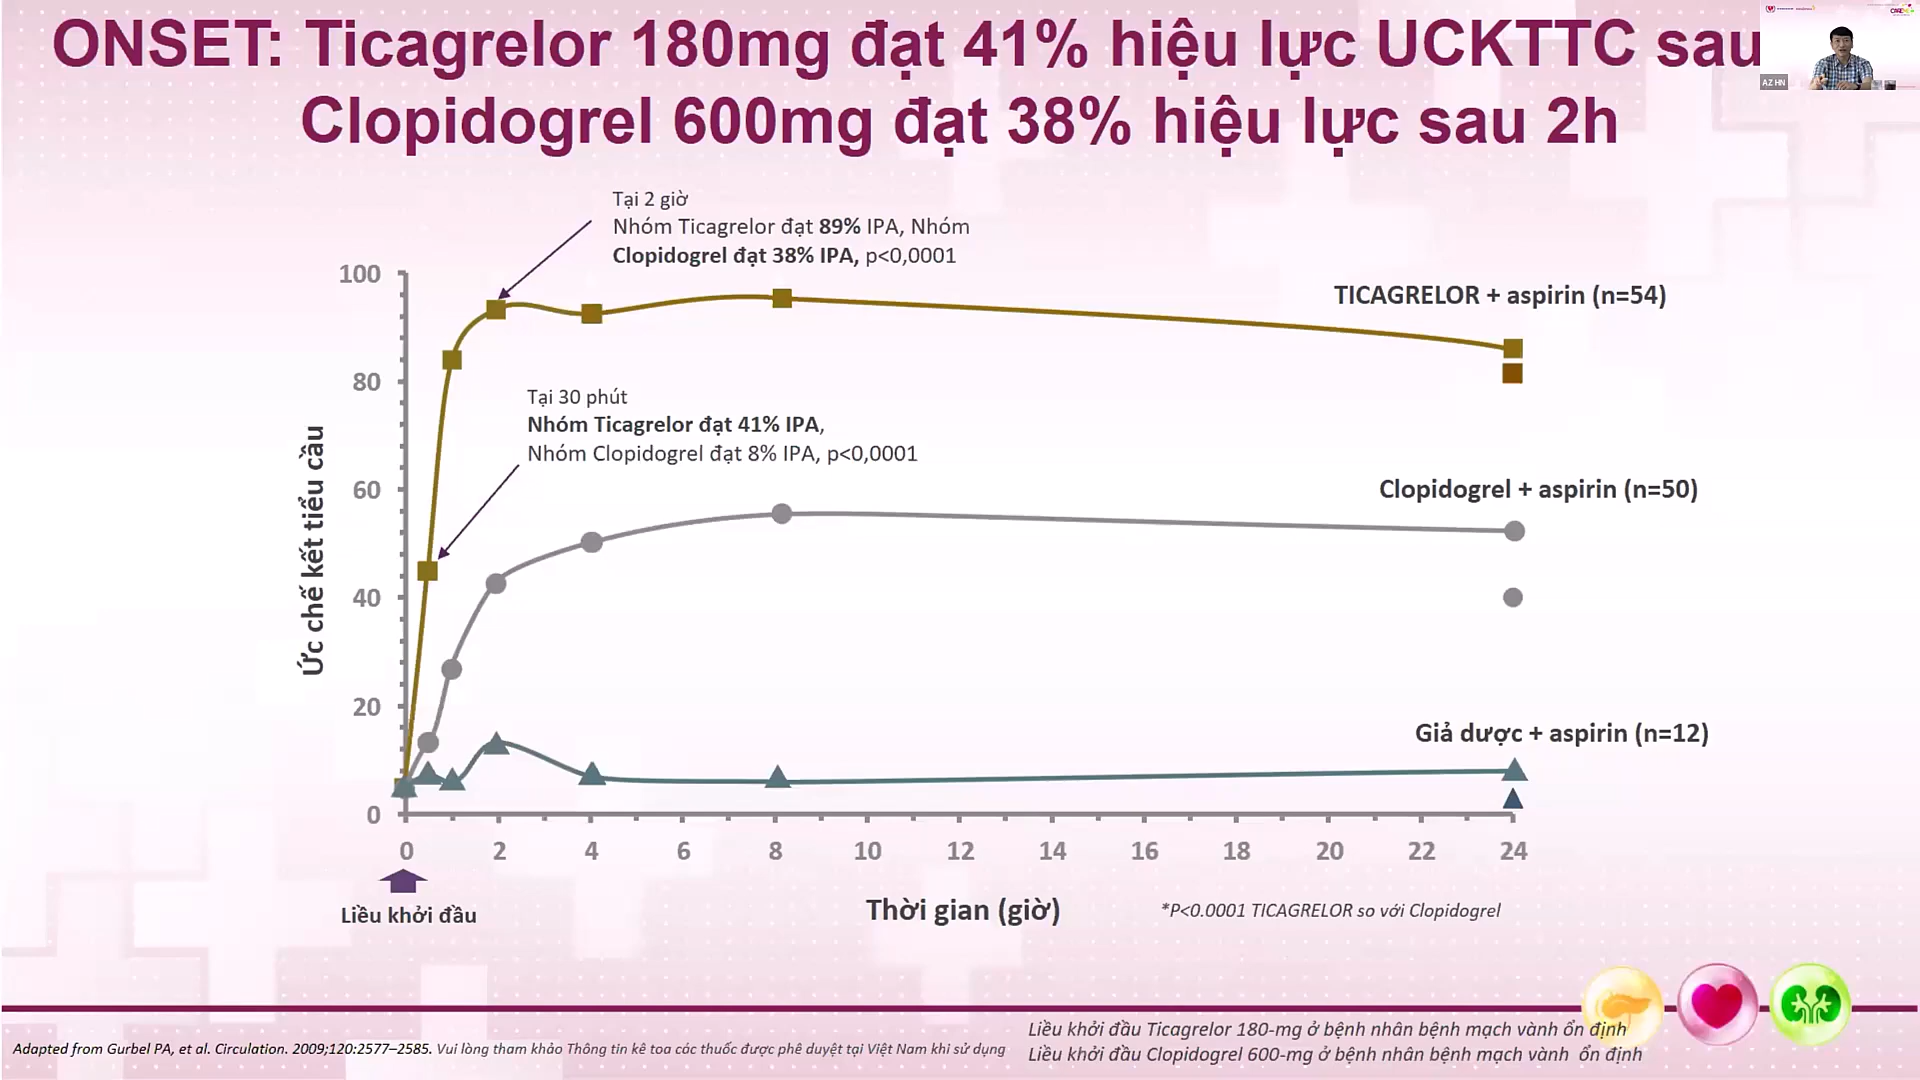 ONSET: Ticagrelor 180mg đạt 41% hiệu lực UCKTTC sau
Clopidogrel 600mg đạt 38% hiệu lực sau 2h
AZ HN
Tại 2 giờ
Nhóm Ticagrelor đạt 89% IPA, Nhóm
Clopidogrel đạt 38% IPA, p<0,0001
TICAGRELOR + aspirin (n=54)
Tại 30 phút
Nhóm Ticagrelor đạt 41% IPA,
Nhóm Clopidogrel đạt 8% IPA, p<0,0001
Clopidogrel + aspirin (n=50)
Giả dược + aspirin (n=12)
Ức chế kết tiểu cầu
100
80
60
40
20
0
0 2 4 6 8 10 12 14 16 18 20 22 24
Liều khởi đầu
Thời gian (giờ)
*P<0.0001 TICAGRELOR so với Clopidogrel
Liều khởi đầu Ticagrelor 180-mg ở bệnh nhân bệnh mạch vành ổn định
Liều khởi đầu Clopidogrel 600-mg ở bệnh nhân bệnh mạch vành ổn định
Adapted from Gurbel PA, et al. Circulation. 2009;120:2577–2585. Vui lòng tham khảo Thông tin kê toa các thuốc được phê duyệt tại Việt Nam khi sử dụng